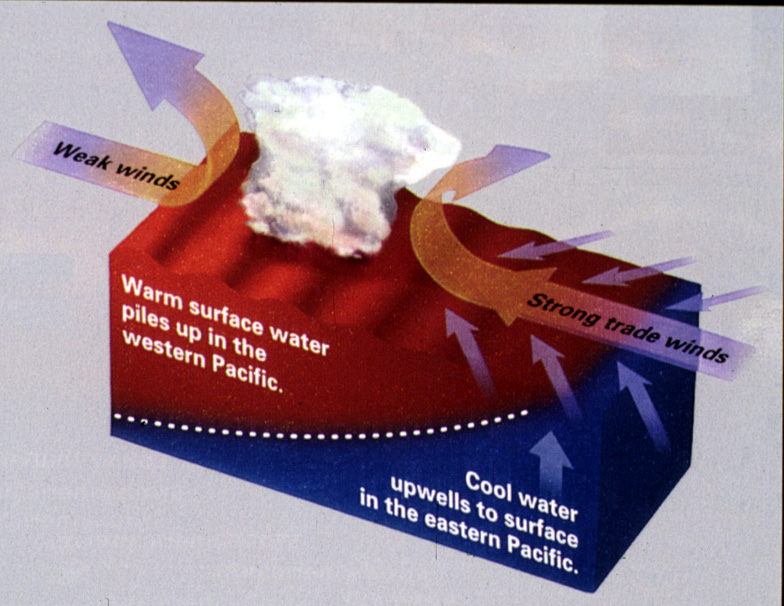 Weak winds
Strong trade winds
Warm surface water
piles up in the
western Pacific.
Cool water
upwells to surface
in the eastern Pacific.